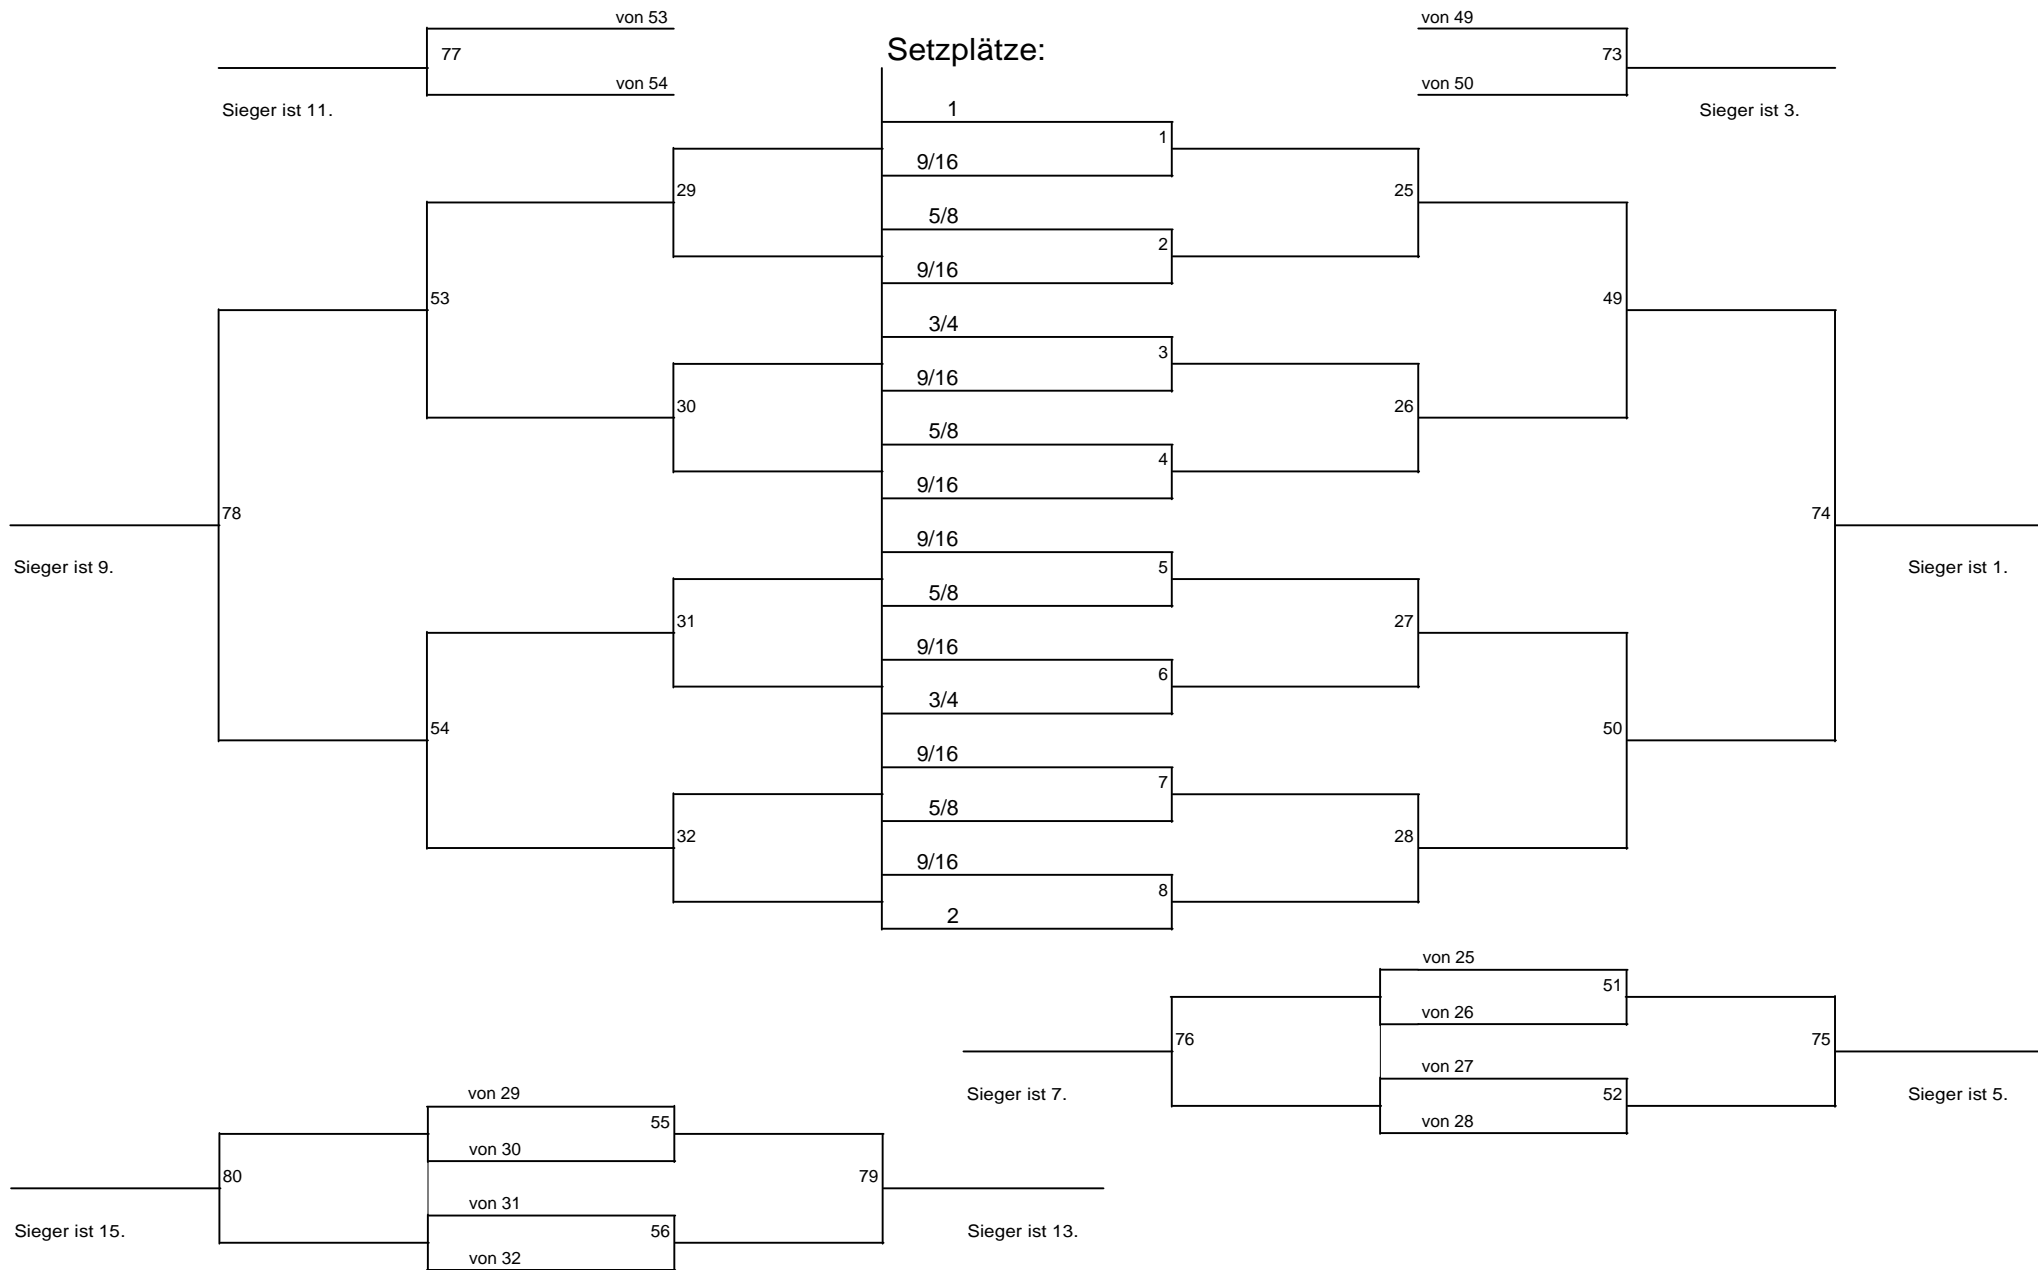 von 53
von 49
77
Setzplätze:
73
von 54
von 50
Sieger ist 11.
1
Sieger ist 3.
1
9/16
29
25
5/8
2
9/16
53
49
3/4
3
9/16
30
26
5/8
4
9/16
78
74
9/16
Sieger ist 9.
5
Sieger ist 1.
5/8
31
27
9/16
6
3/4
54
50
9/16
7
5/8
32
28
9/16
8
2
von 25
51
von 26
76
75
von 27
Sieger ist 7.
52
Sieger ist 5.
von 28
von 29
55
von 30
80
79
von 31
Sieger ist 15.
56
Sieger ist 13.
von 32